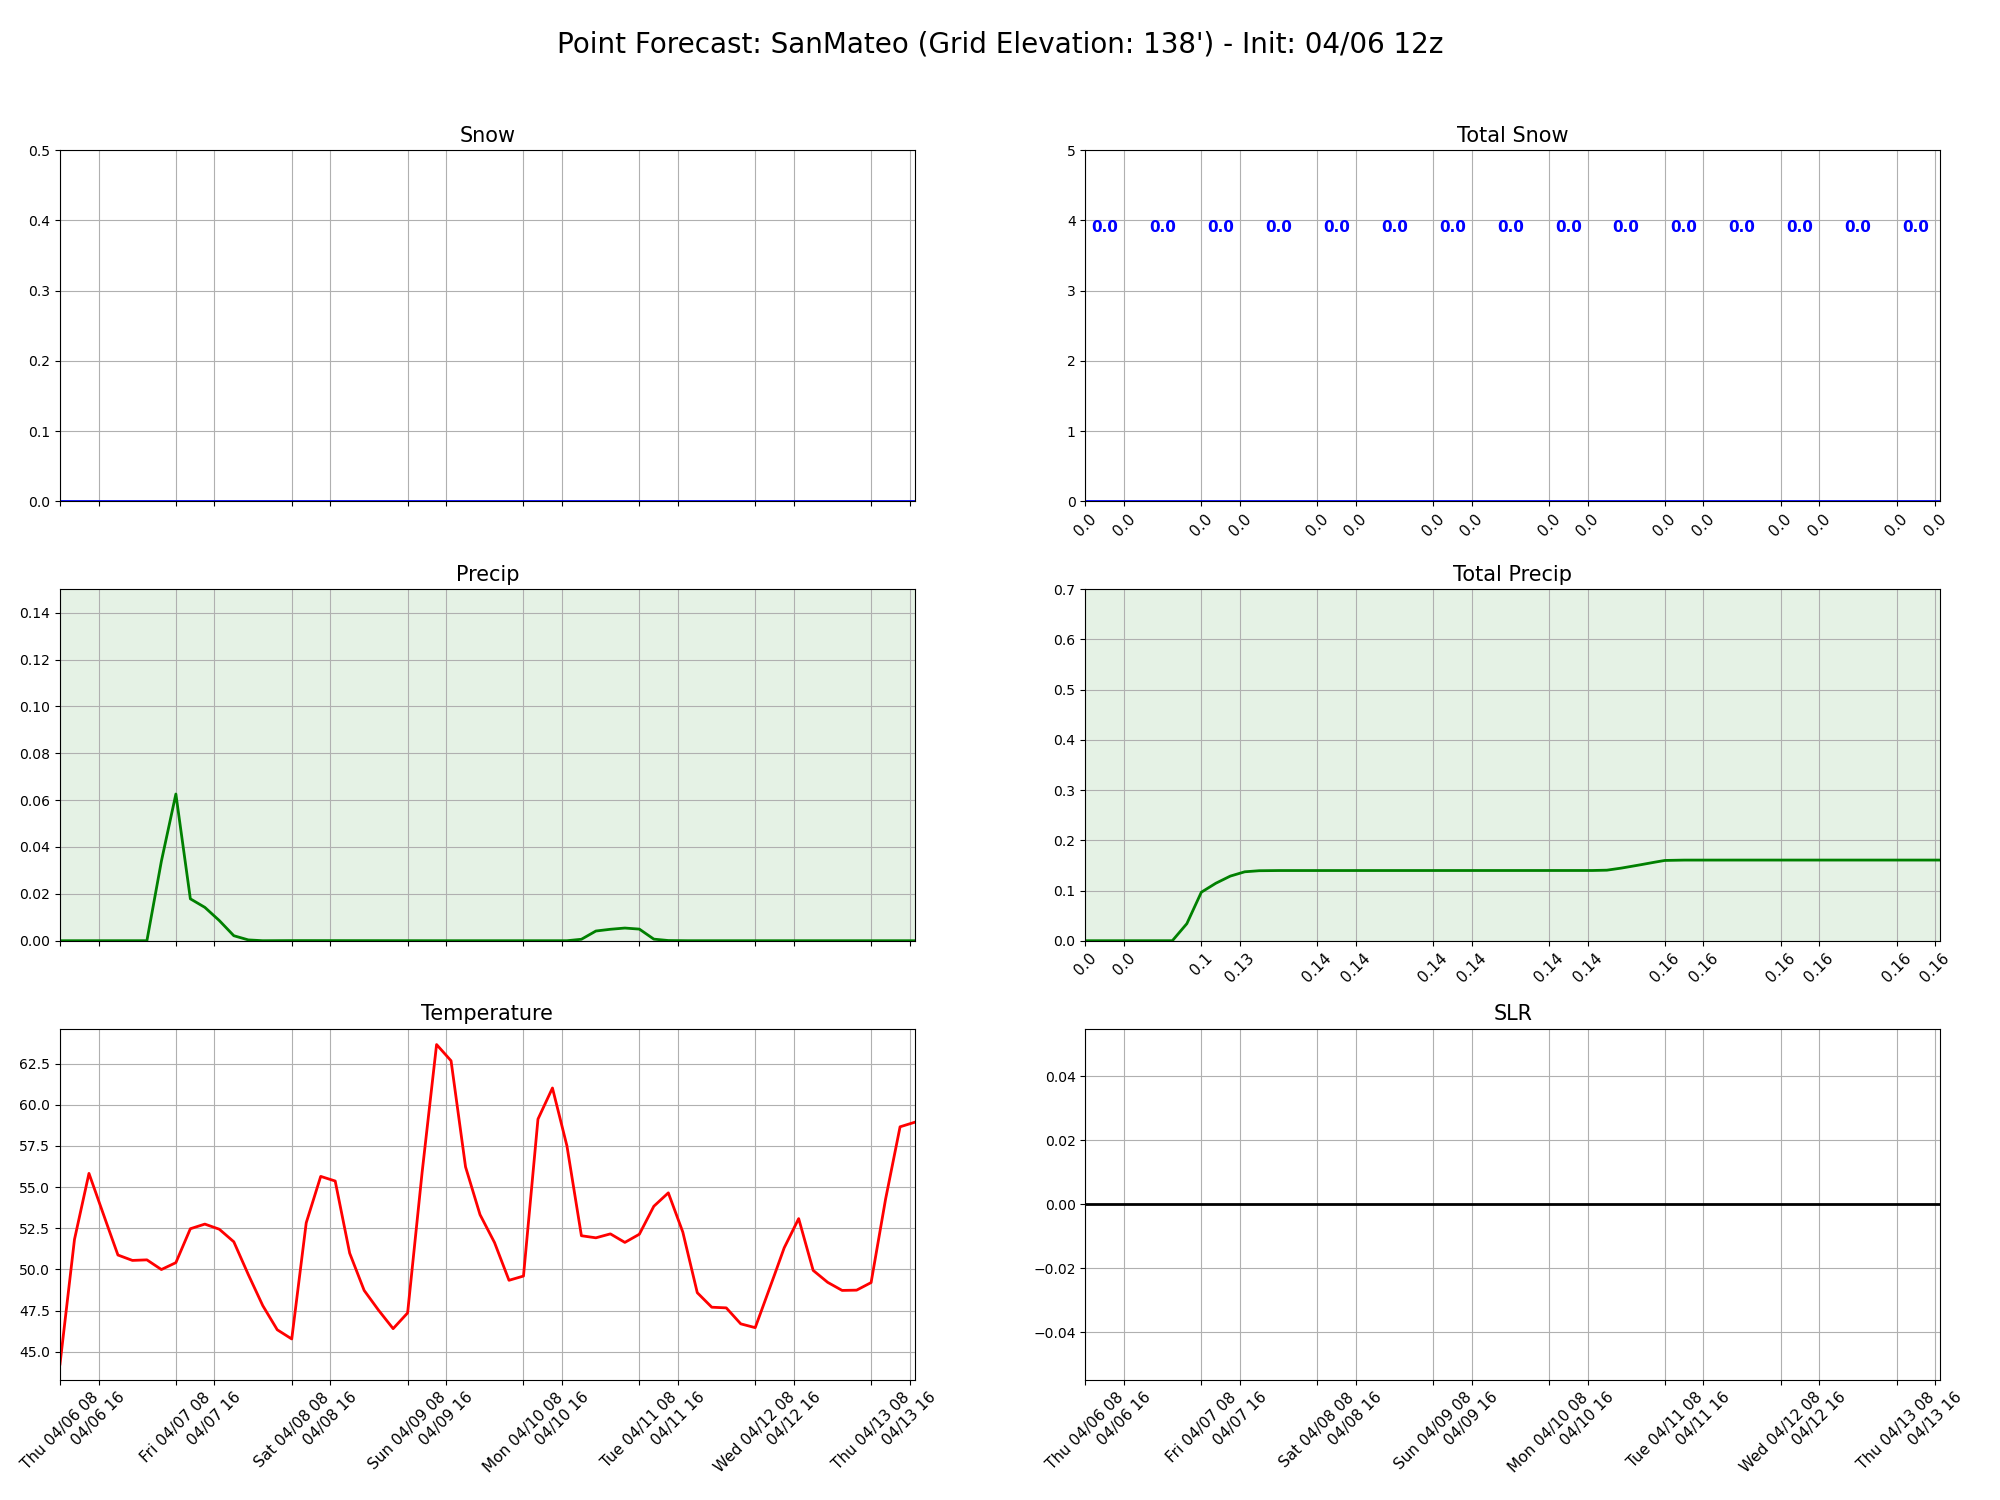 Point Forecast: SanMateo (Grid Elevation: 138') - Init: 04/06 12z
Snow
0.5
0.4
0.3
0.2
0.1
0.0
Total Snow
5
4
3
2
1
0
0.0 0.0 0.0 0.0 0.0 0.0 0.0 0.0 0.0 0.0 0.0 0.0 0.0 0.0 0.0
0.0 0.0 0.0 0.0 0.0 0.0 0.0 0.0 0.0 0.0 0.0 0.0 0.0 0.0 0.0 0.0
Precip
0.14
0.12
0.10
0.08
0.06
0.04
0.02
0.00
Total Precip
0.7
0.6
0.5
0.4
0.3
0.2
0.1
0.0
0.0 0.0 0.1 0.13 0.14 0.14 0.14 0.14 0.14 0.14 0.16 0.16 0.16 0.16 0.16 0.16
Temperature
62.5
60.0
57.5
55.0
52.5
50.0
47.5
45.0
Thu 04/06 08
04/06 16
Fri 04/07 08
04/07 16
Sat 04/08 08
04/08 16
Sun 04/09 08
04/09 16
Mon 04/10 08
04/10 16
Tue 04/11 08
04/11 16
Wed 04/12 08
04/12 16
Thu 04/13 08
04/13 16
SLR
0.04
0.02
0.00
−0.02
−0.04
Thu 04/06 08
04/06 16
Fri 04/07 08
04/07 16
Sat 04/08 08
04/08 16
Sun 04/09 08
04/09 16
Mon 04/10 08
04/10 16
Tue 04/11 08
04/11 16
Wed 04/12 08
04/12 16
Thu 04/13 08
04/13 16